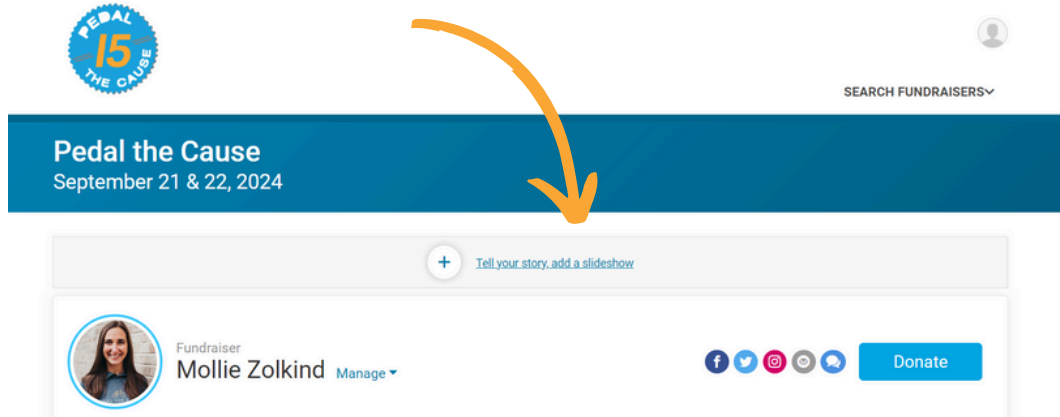 PEDAL
15
THE CAUSE
SEARCH FUNDRAISERS
Pedal the Cause
September 21 & 22, 2024
Tell your story, add a slideshow
Fundraiser
Mollie Zolkind Manage
Donate